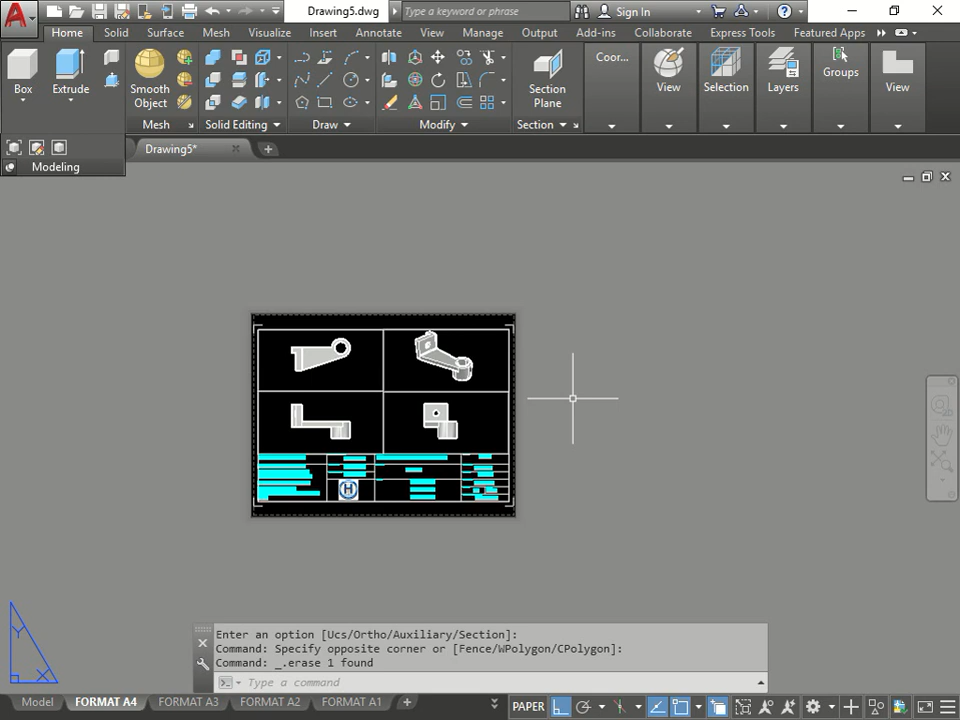 A Drawing5.dwg Type a keyword or phrase Sign In ?
Home Solid Surface Mesh Visualize Insert Annotate View Manage Output Add-ins Collaborate Express Tools Featured Apps
Box Extrude Smooth Object Section Plane Coor... View Selection Layers Groups View
Mesh Solid Editing Draw Modify Section
Drawing5* +
Modeling
H
Y
X
Enter an option [Ucs/Ortho/Auxiliary/Section]:
Command: Specify opposite corner or [Fence/WPolygon/CPolygon]:
Command: _.erase 1 found
Type a command
Model FORMAT A4 FORMAT A3 FORMAT A2 FORMAT A1 + PAPER